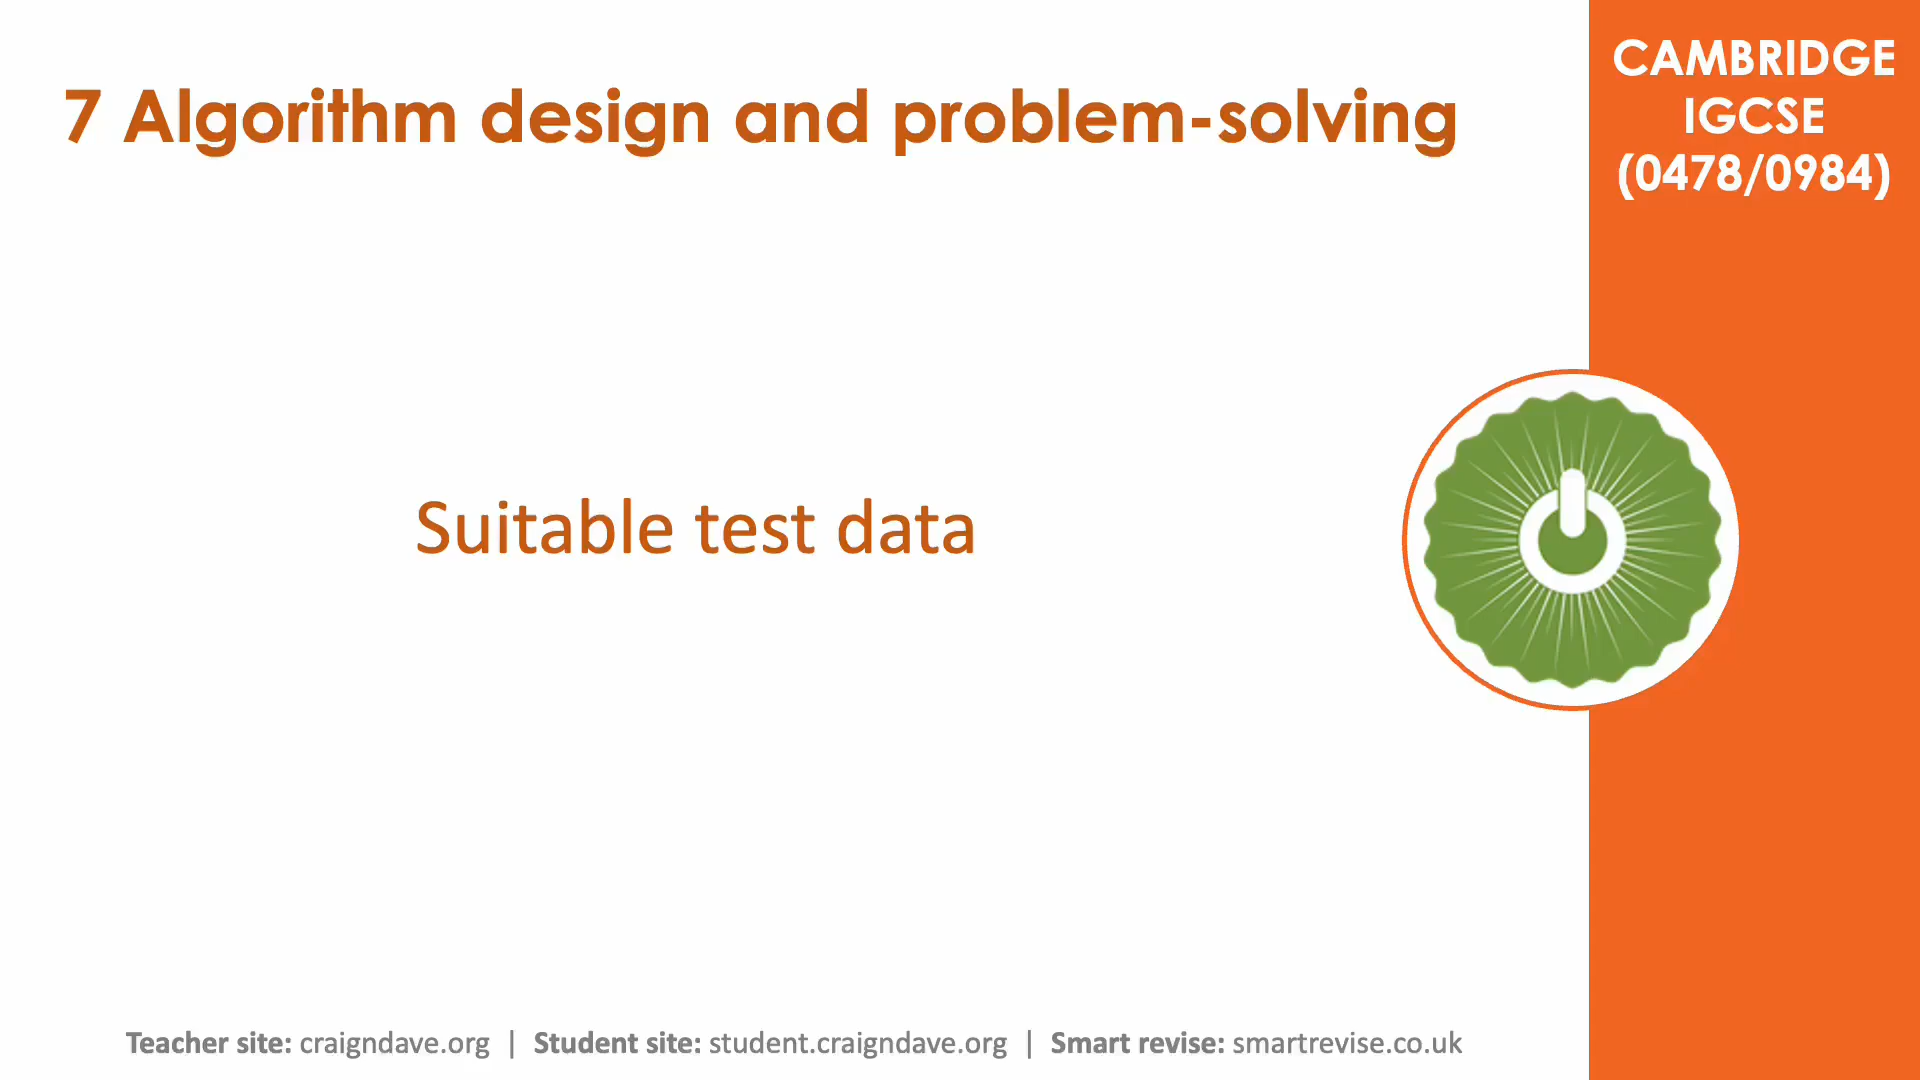 7 Algorithm design and problem-solving
CAMBRIDGE
IGCSE
(0478/0984)
Suitable test data
Teacher site: craigndave.org | Student site: student.craigndave.org | Smart revise: smartrevise.co.uk